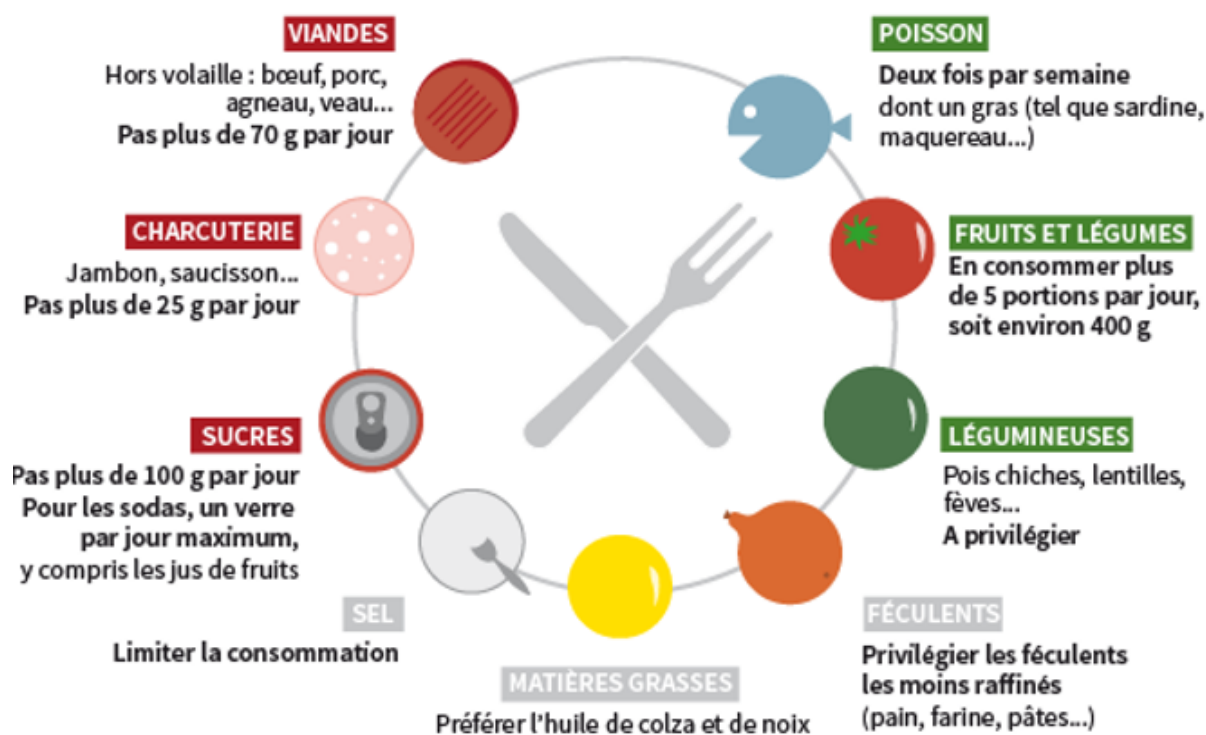 VIANDES
Hors volaille : bœuf, porc,
agneau, veau...
Pas plus de 70 g par jour
CHARCUTERIE
Jambon, saucisson...
Pas plus de 25 g par jour
SUCRES
Pas plus de 100 g par jour
Pour les sodas, un verre
par jour maximum,
y compris les jus de fruits
SEL
Limiter la consommation
MATIÈRES GRASSES
Préférer l'huile de colza et de noix
POISSON
Deux fois par semaine
dont un gras (tel que sardine,
maquereau...)
FRUITS ET LÉGUMES
En consommer plus
de 5 portions par jour,
soit environ 400 g
LÉGUMINEUSES
Pois chiches, lentilles,
fèves...
A privilégier
FÉCULENTS
Privilégier les féculents
les moins raffinés
(pain, farine, pâtes...)